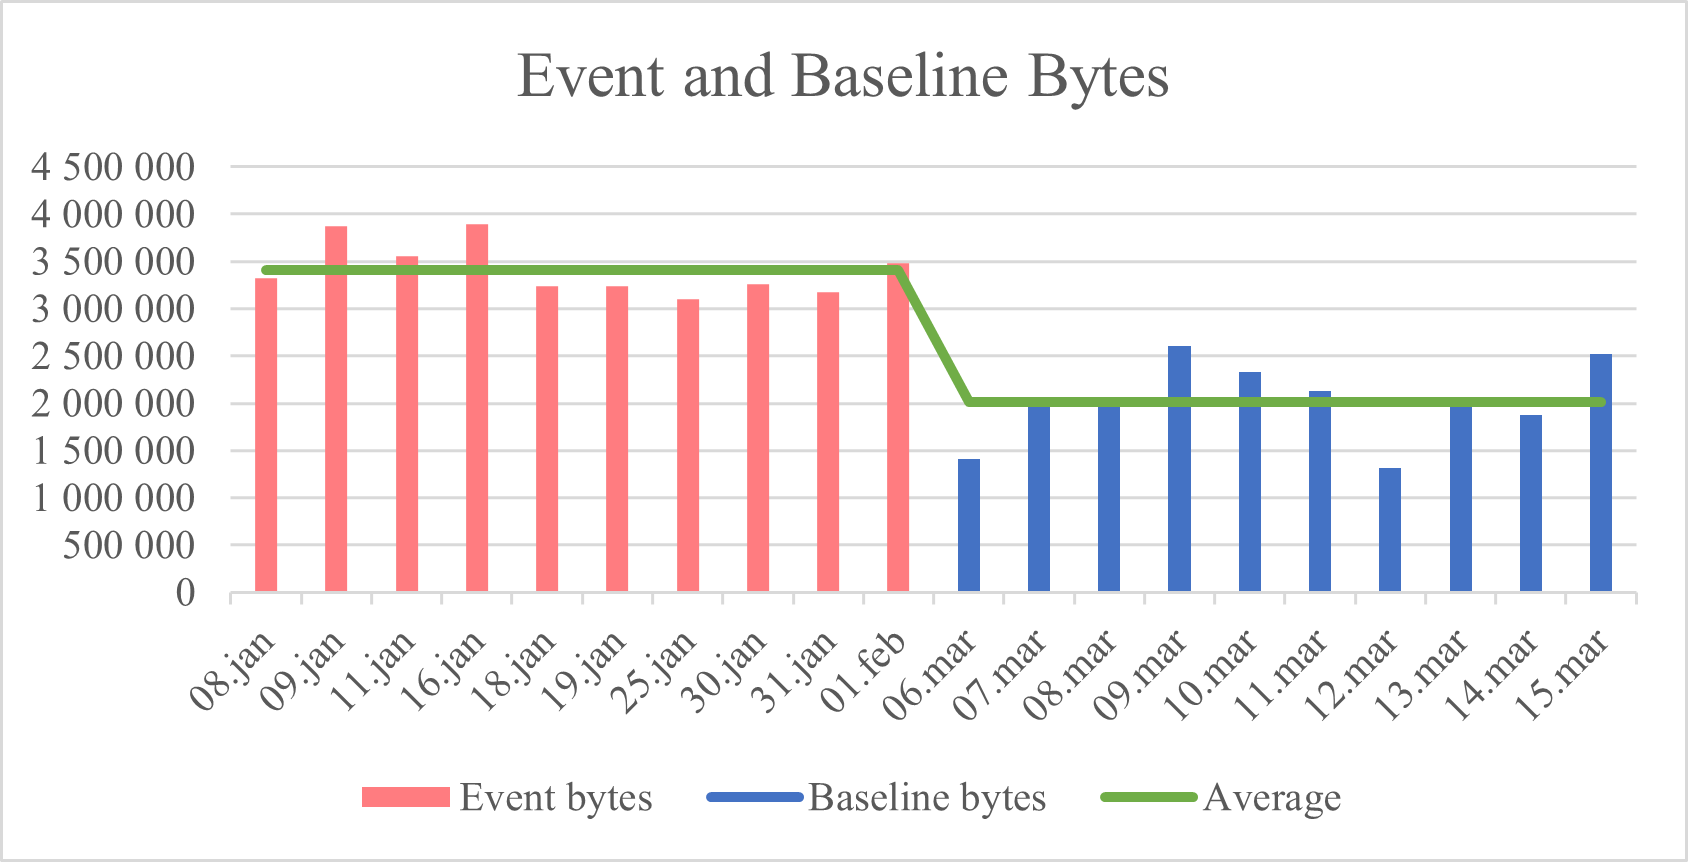 Event and Baseline Bytes
4 500 000
4 000 000
3 500 000
3 000 000
2 500 000
2 000 000
1 500 000
1 000 000
500 000
0
08.jan
09.jan
11.jan
16.jan
18.jan
19.jan
25.jan
30.jan
31.jan
01.feb
06.mar
07.mar
08.mar
09.mar
10.mar
11.mar
12.mar
13.mar
14.mar
15.mar
Event bytes
Baseline bytes
Average